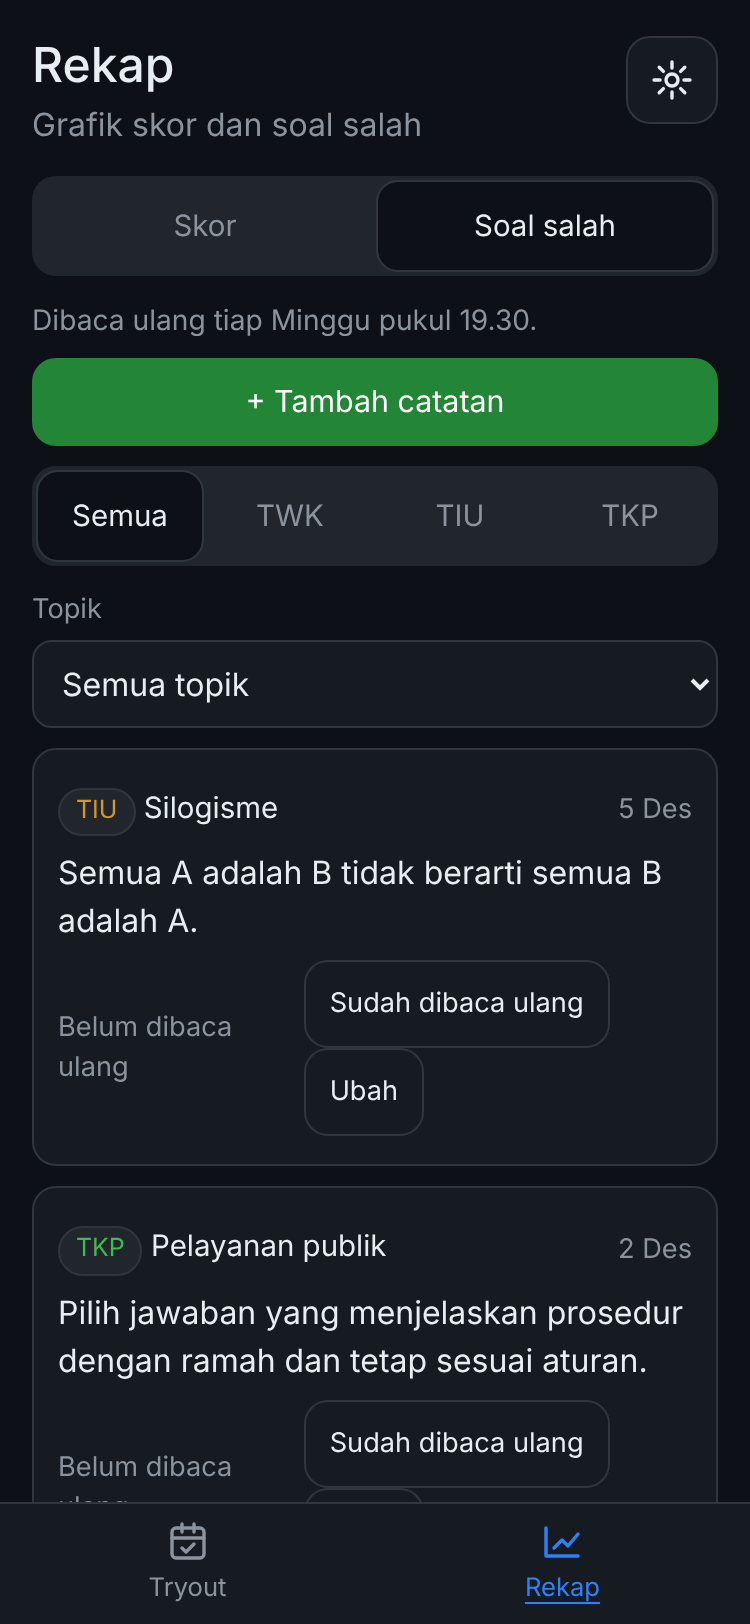 Rekap
Grafik skor dan soal salah
Skor
Soal salah
Dibaca ulang tiap Minggu pukul 19.30.
+ Tambah catatan
Semua
TWK
TIU
TKP
Topik
Semua topik
TIU Silogisme 5 Des
Semua A adalah B tidak berarti semua B
adalah A.
Belum dibaca
ulang
Sudah dibaca ulang
Ubah
TKP Pelayanan publik 2 Des
Pilih jawaban yang menjelaskan prosedur
dengan ramah dan tetap sesuai aturan.
Belum dibaca
Sudah dibaca ulang
Tryout
Rekap